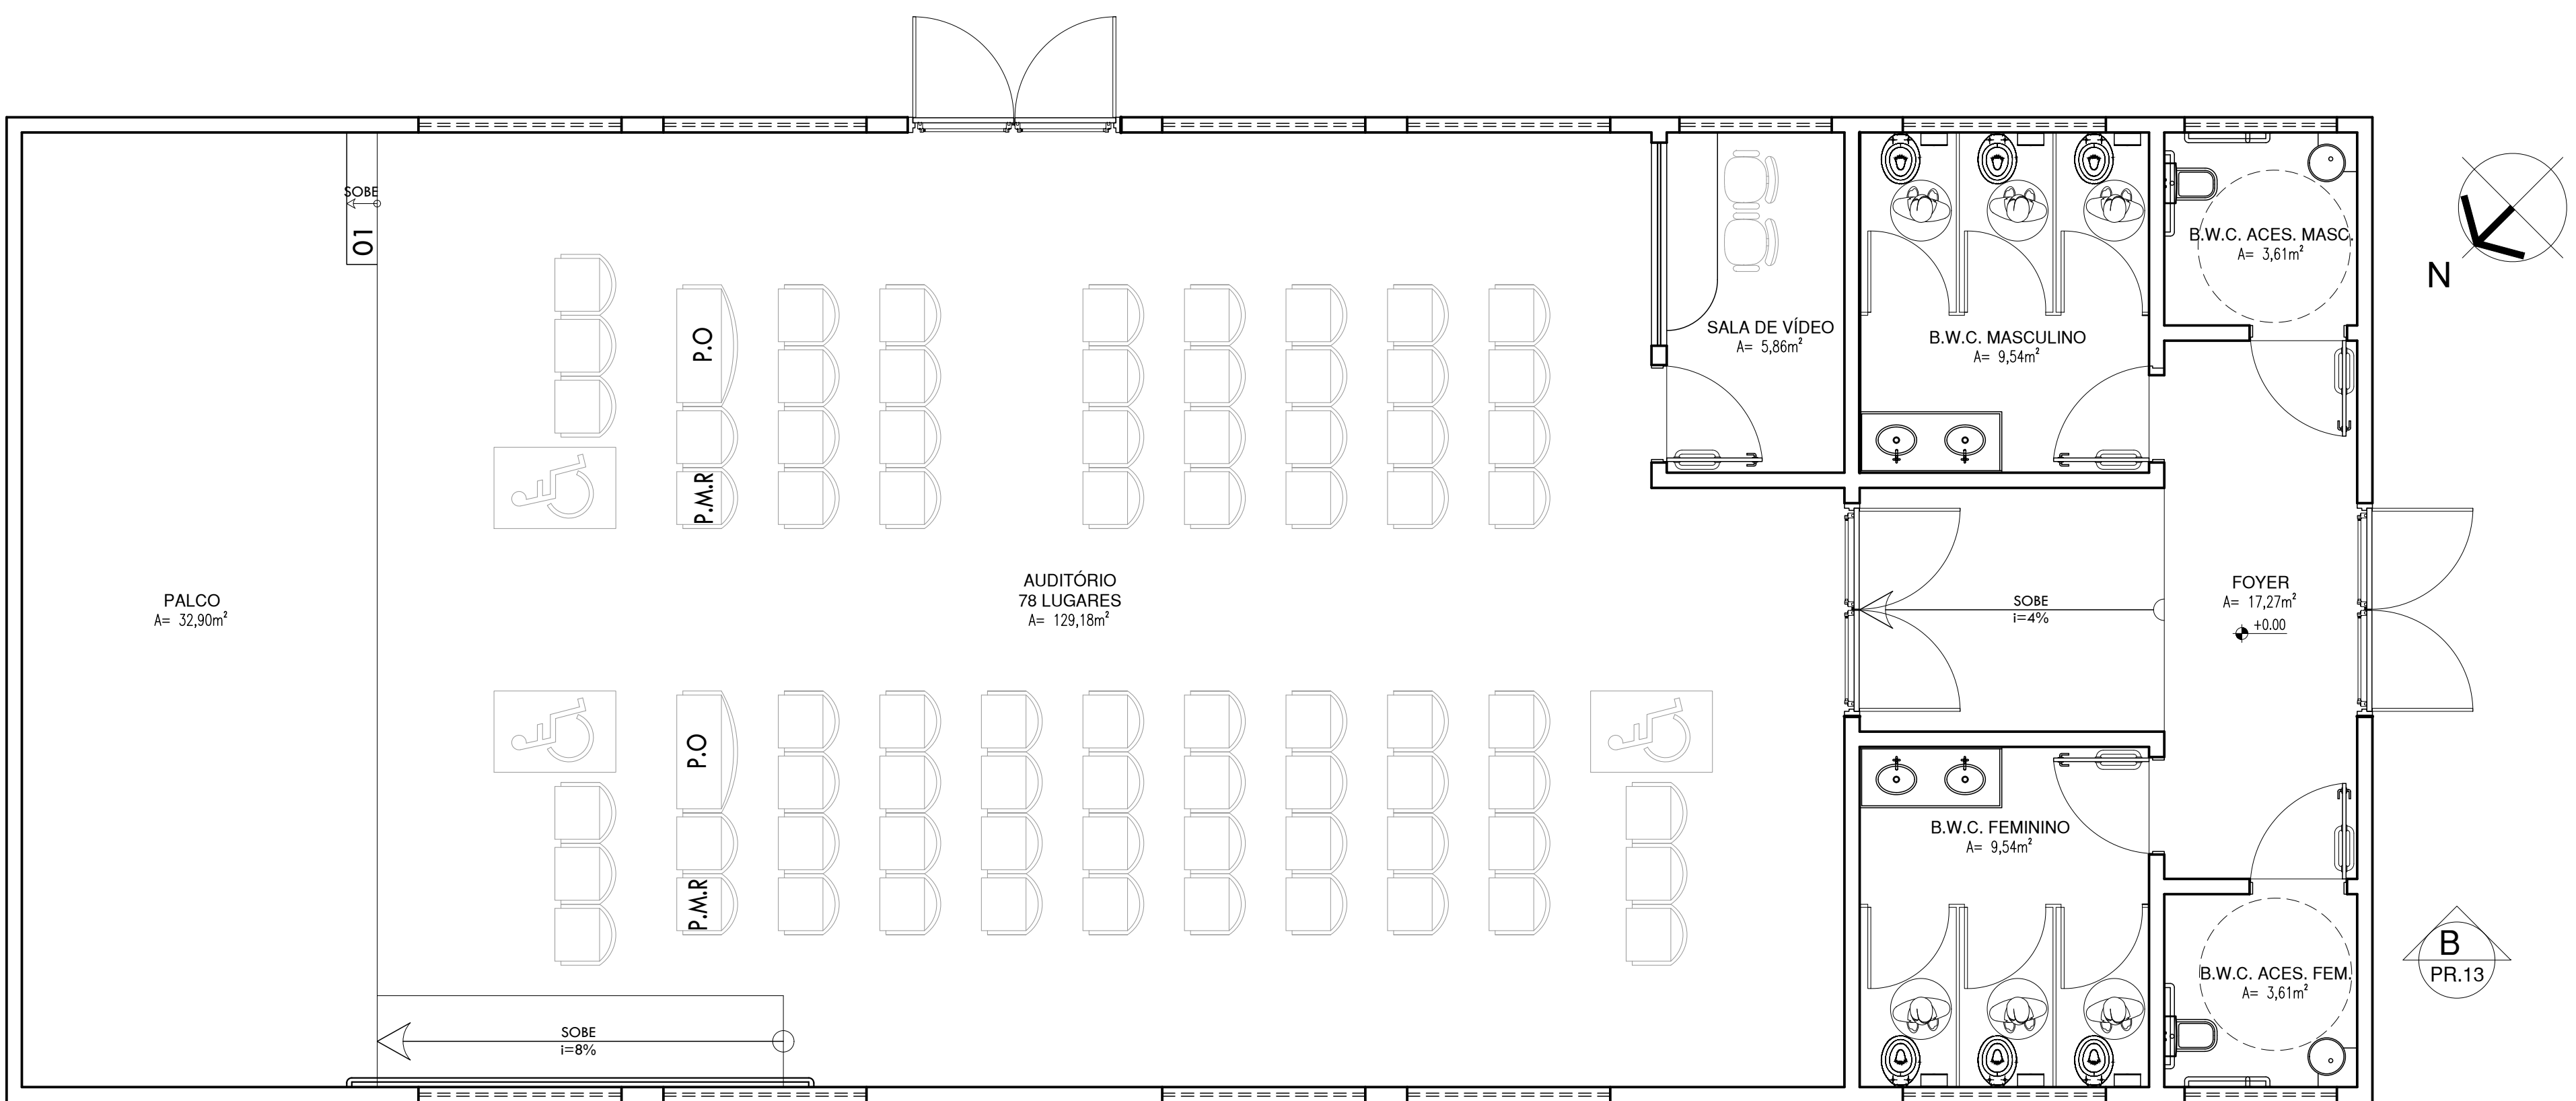 SOBE
01
P.O
P.M.R
PALCO
A= 32,90m²
AUDITÓRIO
78 LUGARES
A= 129,18m²
P.O
P.M.R
SOBE
i=8%
SALA DE VÍDEO
A= 5,86m²
B.W.C. MASCULINO
A= 9,54m²
B.W.C. ACES. MASC.
A= 3,61m²
N
SOBE
i=4%
FOYER
A= 17,27m²
+0.00
B.W.C. FEMININO
A= 9,54m²
B.W.C. ACES. FEM.
A= 3,61m²
B
PR.13